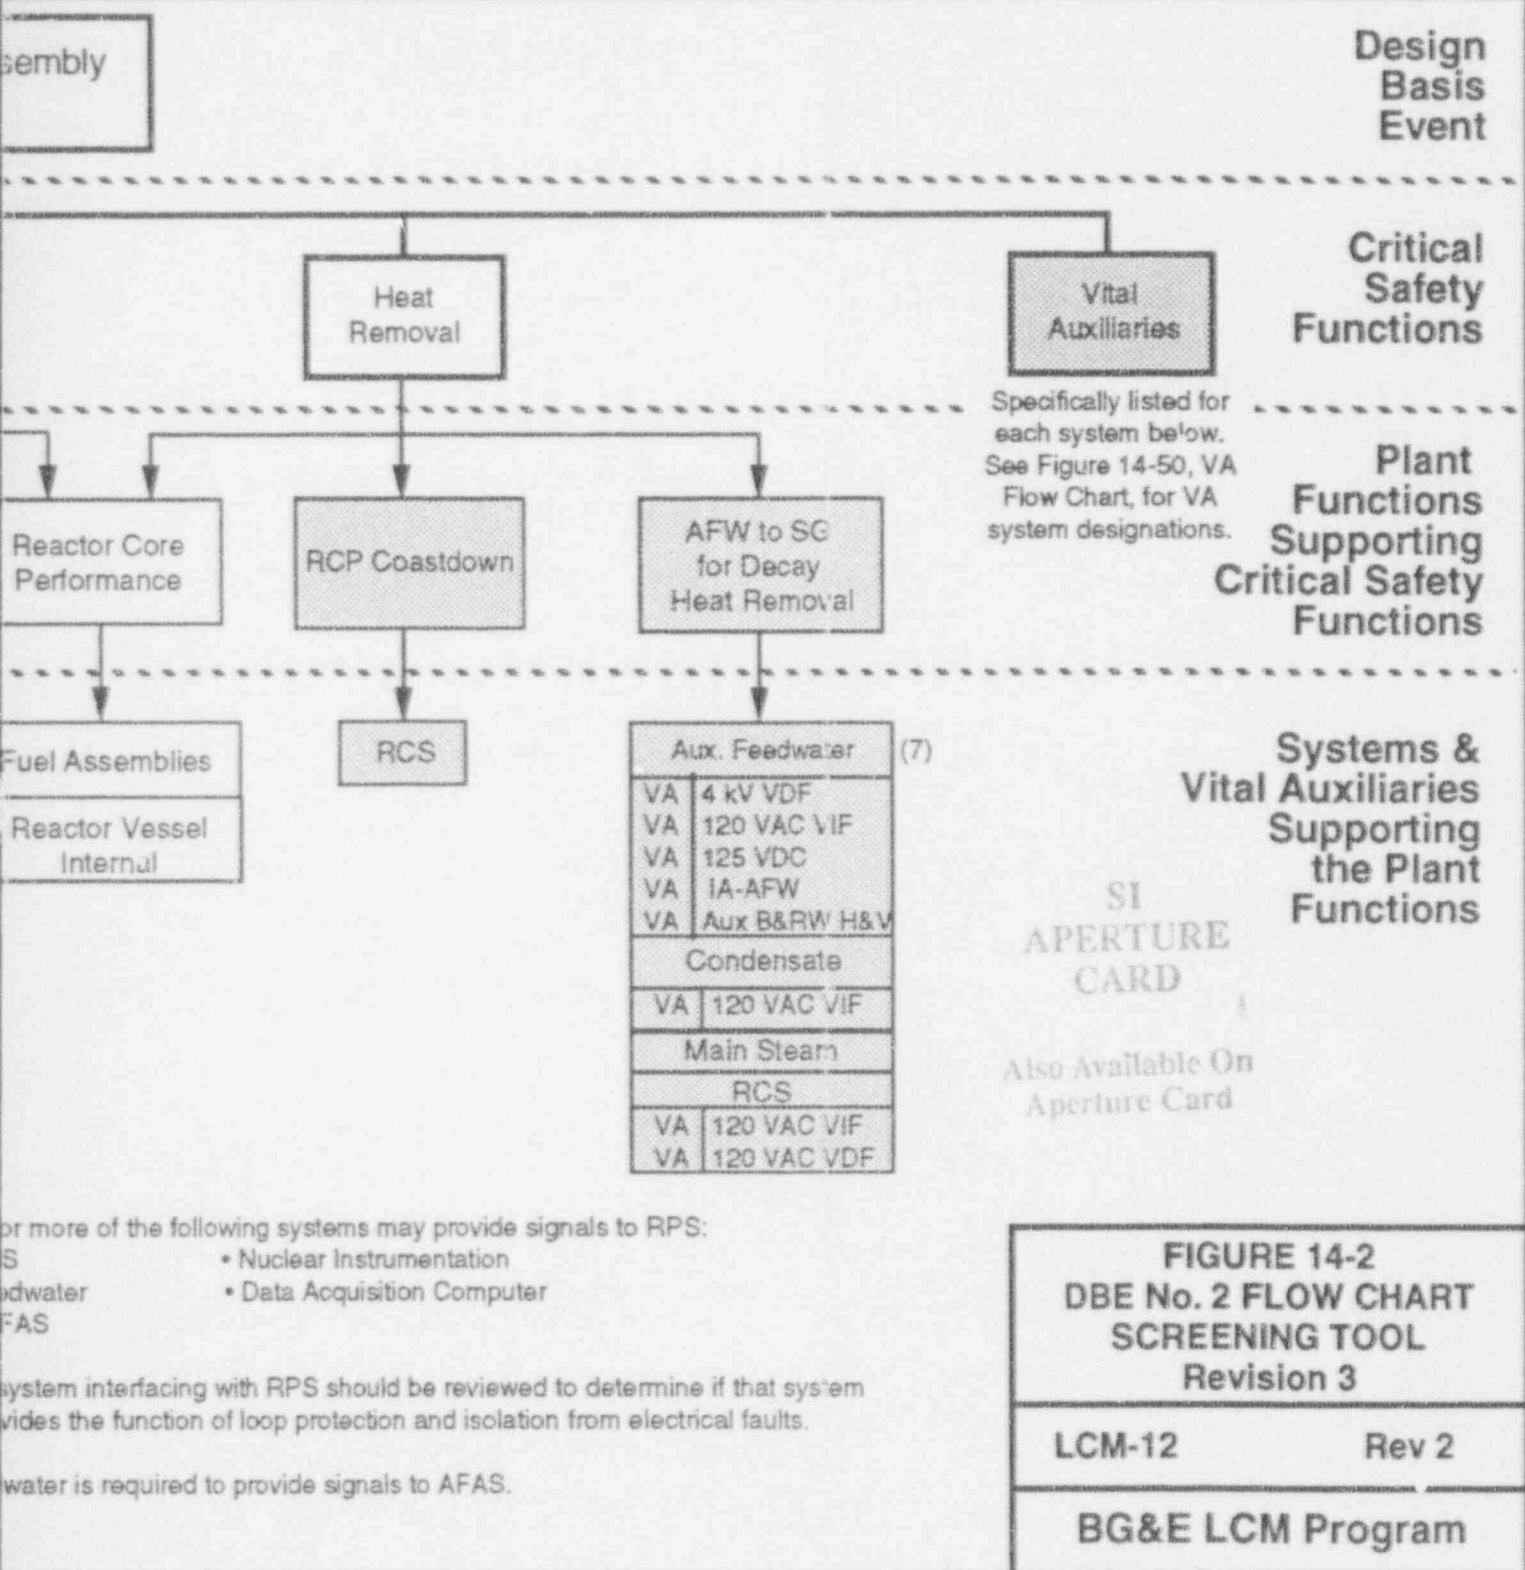 sembly
Design
Basis
Event
Heat
Removal
Vital
Auxiliaries
Critical
Safety
Functions
Specifically listed for
each system below.
See Figure 14-50, VA
Flow Chart, for VA
system designations.
Plant
Functions
Supporting
Critical Safety
Functions
Reactor Core
Performance
RCP Coastdown
AFW to SG
for Decay
Heat Removal
Fuel Assemblies
Reactor Vessel
Internal
RCS
Aux. Feedwater (7)
VA 4 kV VDF
VA 120 VAC VIF
VA 125 VDC
VA IA-AFW
VA Aux B&RW H&V
Condensate
VA 120 VAC VIF
Main Steam
RCS
VA 120 VAC VIF
VA 120 VAC VDF
Systems &
Vital Auxiliaries
Supporting
the Plant
Functions
SI
APERTURE
CARD
Also Available On
Aperture Card
or more of the following systems may provide signals to RPS:
S • Nuclear Instrumentation
edwater • Data Acquisition Computer
FAS
system interfacing with RPS should be reviewed to determine if that system
vides the function of loop protection and isolation from electrical faults.
water is required to provide signals to AFAS.
FIGURE 14-2
DBE No. 2 FLOW CHART
SCREENING TOOL
Revision 3
LCM-12 Rev 2
BG&E LCM Program